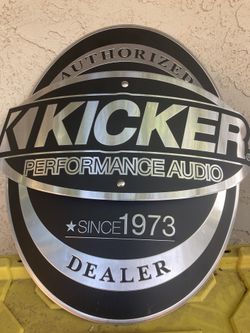 AUTHORIZED
KICKER
PERFORMANCE AUDIO
★SINCE 1973
DEALER